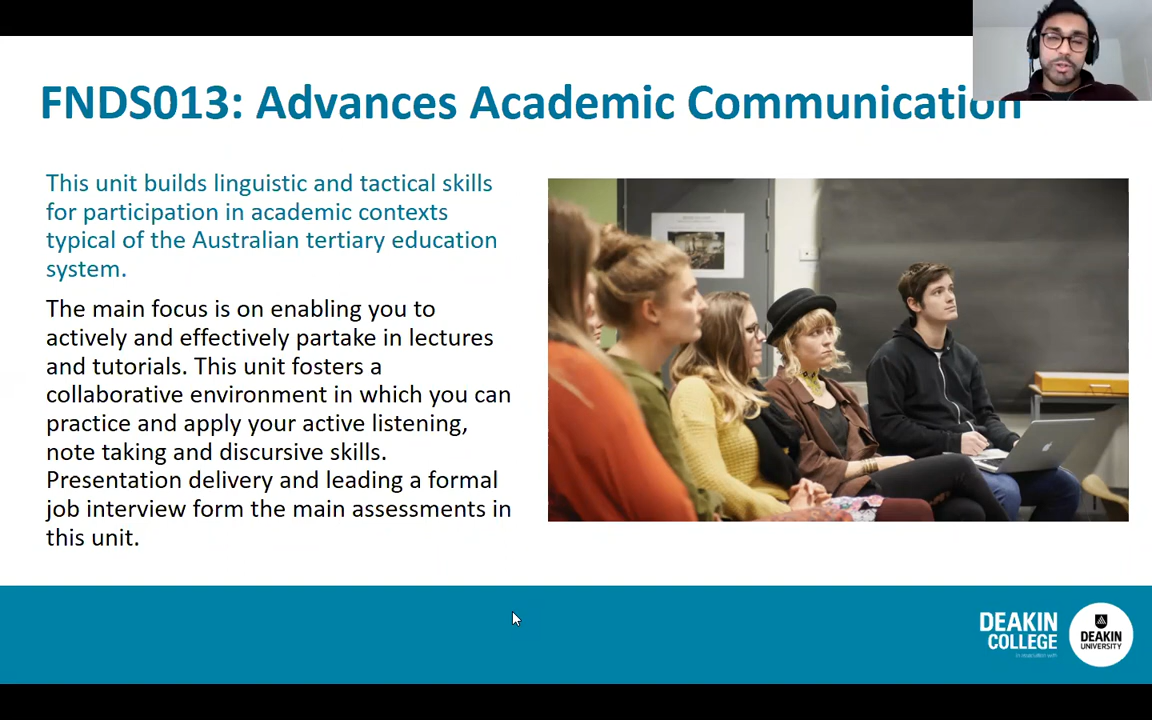 FNDS013: Advances Academic Communication
This unit builds linguistic and tactical skills
for participation in academic contexts
typical of the Australian tertiary education
system.
The main focus is on enabling you to
actively and effectively partake in lectures
and tutorials. This unit fosters a
collaborative environment in which you can
practice and apply your active listening,
note taking and discursive skills.
Presentation delivery and leading a formal
job interview form the main assessments in
this unit.
DEAKIN
COLLEGE
in association with
DEAKIN
UNIVERSITY